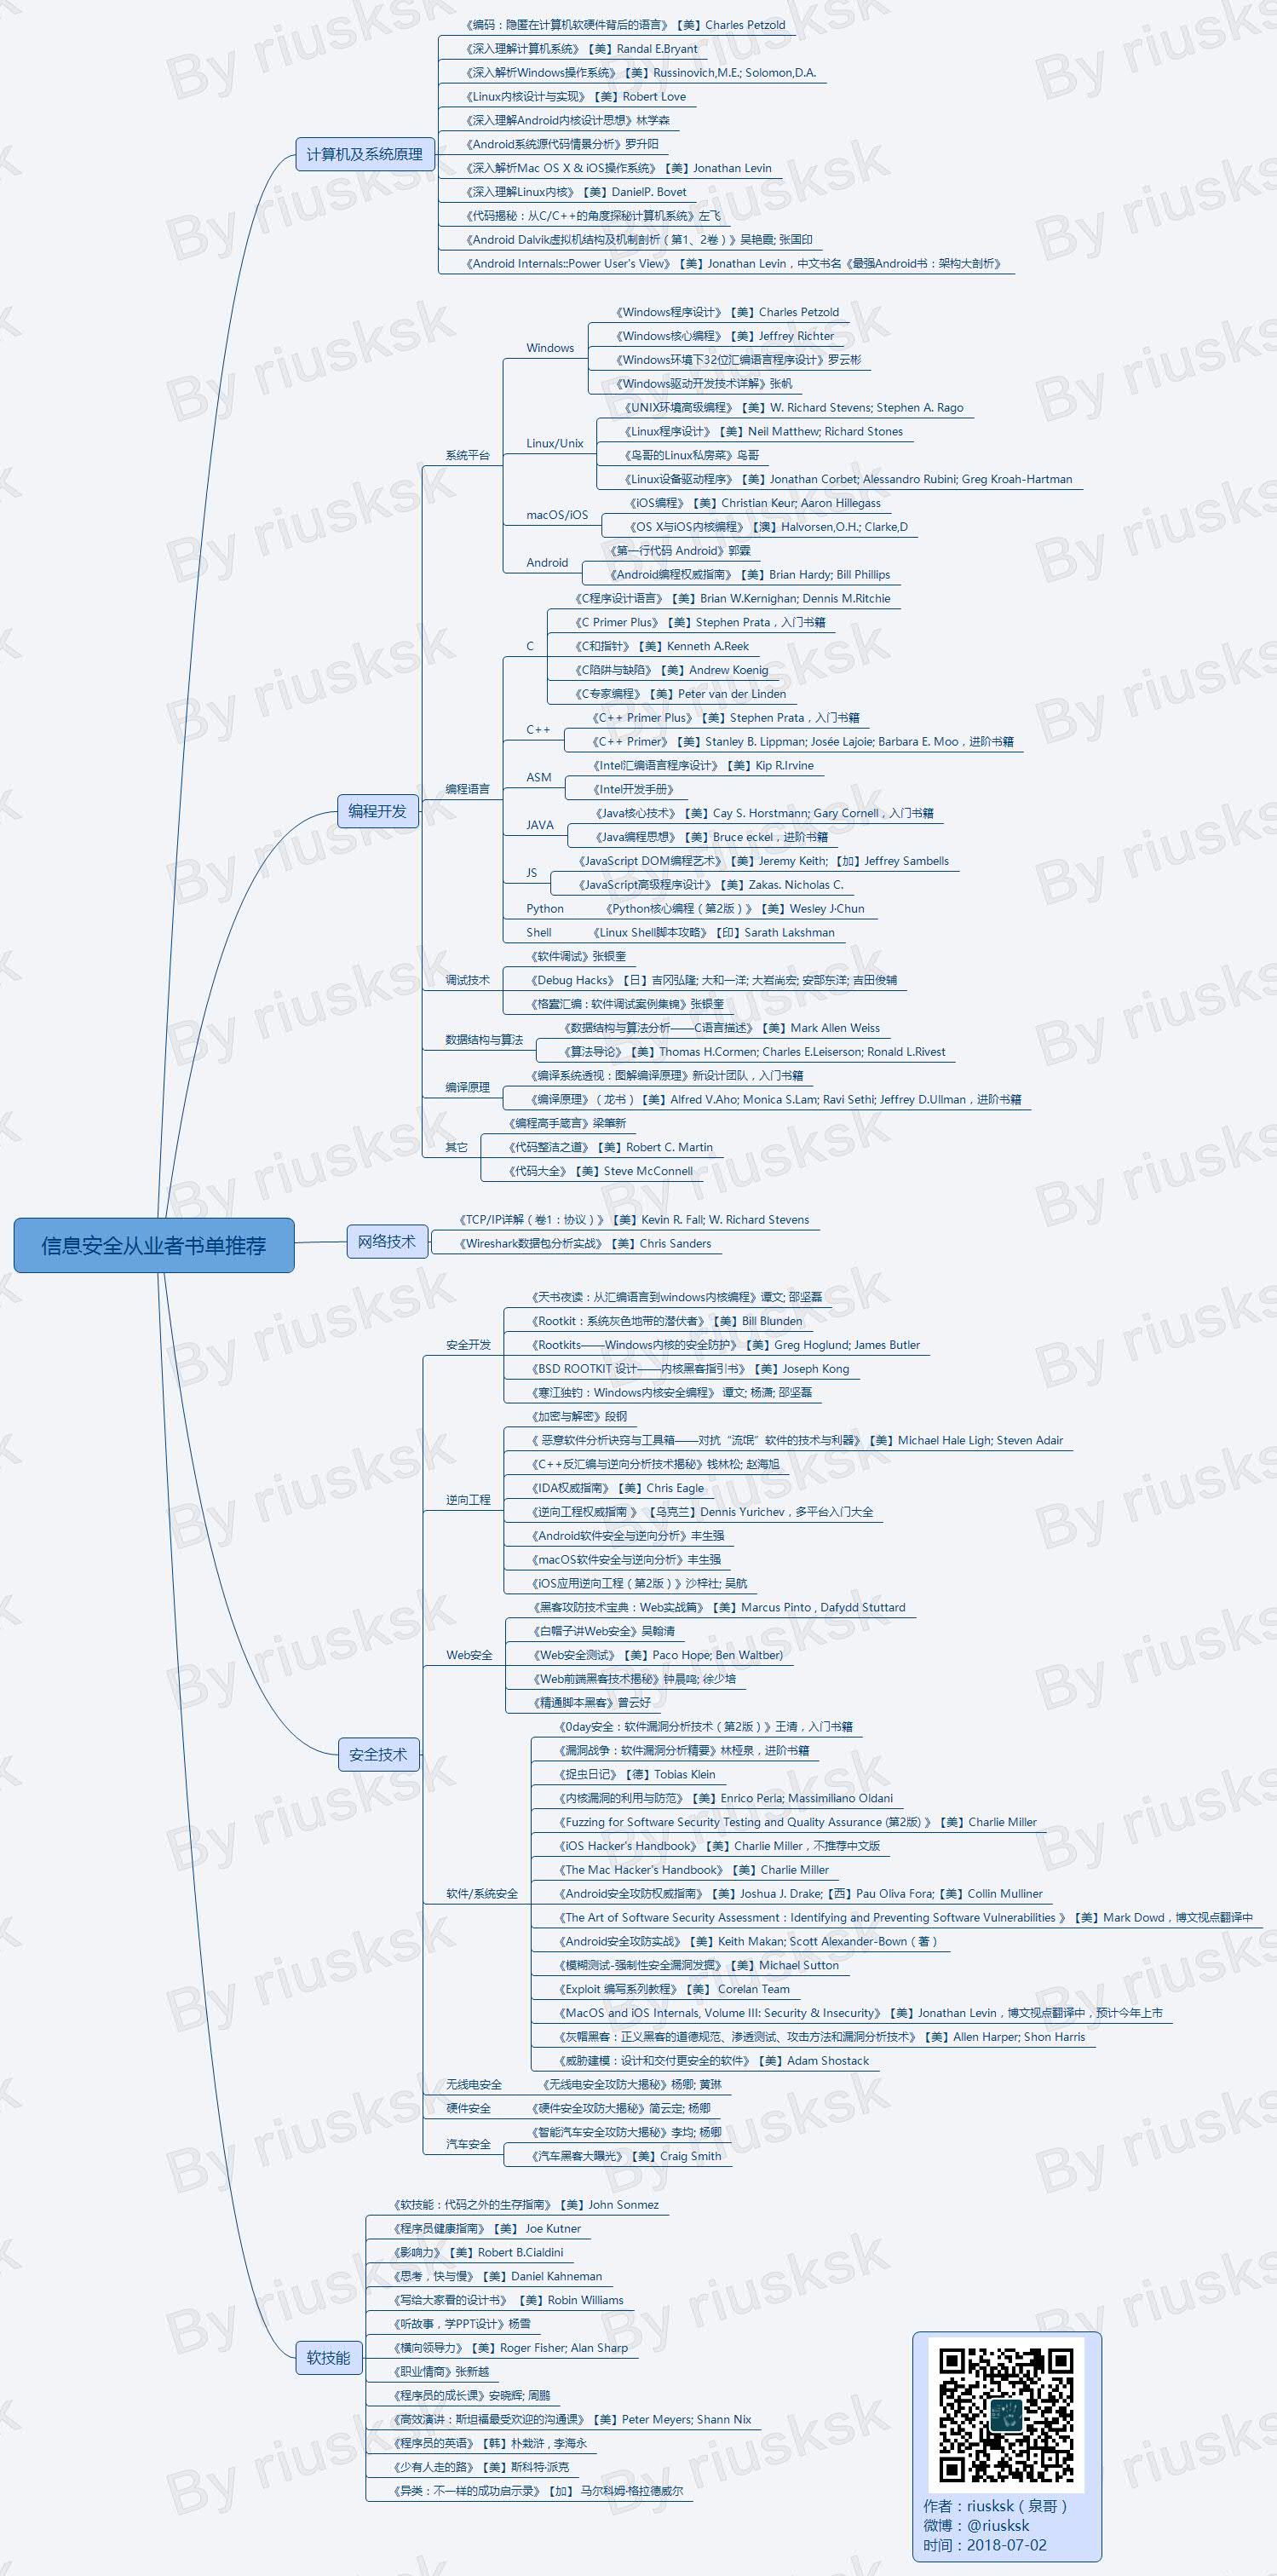 信息安全从业者书单推荐
计算机及系统原理
《编码：隐匿在计算机软硬件背后的语言》【美】Charles Petzold
《深入理解计算机系统》【美】Randal E.Bryant
《深入解析Windows操作系统》【美】Russinovich,M.E.; Solomon,D.A.
《Linux内核设计与实现》【美】Robert Love
《深入理解Android内核设计思想》林学森
《Android系统源代码情景分析》罗升阳
《深入解析Mac OS X & iOS操作系统》【美】Jonathan Levin
《深入理解Linux内核》【美】DanielP. Bovet
《代码揭秘：从C/C++的角度探秘计算机系统》左飞
《Android Dalvik虚拟机结构及机制剖析（第1、2卷）》吴艳霞; 张国印
《Android Internals::Power User's View》【美】Jonathan Levin，中文书名《最强Android书：架构大剖析》
编程开发
系统平台
Windows
《Windows程序设计》【美】Charles Petzold
《Windows核心编程》【美】Jeffrey Richter
《Windows环境下32位汇编语言程序设计》罗云彬
《Windows驱动开发技术详解》张帆
Linux/Unix
《UNIX环境高级编程》【美】W. Richard Stevens; Stephen A. Rago
《Linux程序设计》【美】Neil Matthew; Richard Stones
《鸟哥的Linux私房菜》鸟哥
《Linux设备驱动程序》【美】Jonathan Corbet; Alessandro Rubini; Greg Kroah-Hartman
macOS/iOS
《iOS编程》【美】Christian Keur; Aaron Hillegass
《OS X与iOS内核编程》【澳】Halvorsen,O.H.; Clarke,D
Android
《第一行代码 Android》郭霖
《Android编程权威指南》【美】Brian Hardy; Bill Phillips
编程语言
C
《C程序设计语言》【美】Brian W.Kernighan; Dennis M.Ritchie
《C Primer Plus》【美】Stephen Prata，入门书籍
《C和指针》【美】Kenneth A.Reek
《C陷阱与缺陷》【美】Andrew Koenig
《C专家编程》【美】Peter van der Linden
C++
《C++ Primer Plus》【美】Stephen Prata，入门书籍
《C++ Primer》【美】Stanley B. Lippman; Josée Lajoie; Barbara E. Moo，进阶书籍
ASM
《Intel汇编语言程序设计》【美】Kip R.Irvine
《Intel开发手册》
JAVA
《Java核心技术》【美】Cay S. Horstmann; Gary Cornell，入门书籍
《Java编程思想》【美】Bruce eckel，进阶书籍
JS
《JavaScript DOM编程艺术》【美】Jeremy Keith; 【加】Jeffrey Sambells
《JavaScript高级程序设计》【美】Zakas. Nicholas C.
Python
《Python核心编程（第2版）》【美】Wesley J·Chun
Shell
《Linux Shell脚本攻略》【印】Sarath Lakshman
调试技术
《软件调试》张银奎
《Debug Hacks》【日】吉冈弘隆; 大和一洋; 大岩尚宏; 安部东洋; 吉田俊辅
《格蠹汇编 : 软件调试案例集锦》张银奎
数据结构与算法
《数据结构与算法分析——C语言描述》【美】Mark Allen Weiss
《算法导论》【美】Thomas H.Cormen; Charles E.Leiserson; Ronald L.Rivest
编译原理
《编译系统透视：图解编译原理》新设计团队，入门书籍
《编译原理》（龙书）【美】Alfred V.Aho; Monica S.Lam; Ravi Sethi; Jeffrey D.Ullman，进阶书籍
其它
《编程高手箴言》梁肇新
《代码整洁之道》【美】Robert C. Martin
《代码大全》【美】Steve McConnell
网络技术
《TCP/IP详解（卷1：协议）》【美】Kevin R. Fall; W. Richard Stevens
《Wireshark数据包分析实战》【美】Chris Sanders
安全技术
安全开发
《天书夜读：从汇编语言到windows内核编程》谭文; 邵坚磊
《Rootkit：系统灰色地带的潜伏者》【美】Bill Blunden
《Rootkits——Windows内核的安全防护》【美】Greg Hoglund; James Butler
《BSD ROOTKIT 设计——内核黑客指引书》【美】Joseph Kong
《寒江独钓：Windows内核安全编程》 谭文; 杨潇; 邵坚磊
逆向工程
《加密与解密》段钢
《 恶意软件分析诀窍与工具箱——对抗“流氓”软件的技术与利器》【美】Michael Hale Ligh; Steven Adair
《C++反汇编与逆向分析技术揭秘》钱林松; 赵海旭
《IDA权威指南》【美】Chris Eagle
《逆向工程权威指南 》 【乌克兰】Dennis Yurichev，多平台入门大全
《Android软件安全与逆向分析》丰生强
《macOS软件安全与逆向分析》丰生强
《iOS应用逆向工程（第2版）》沙梓社; 吴航
Web安全
《黑客攻防技术宝典：Web实战篇》【美】Marcus Pinto , Dafydd Stuttard
《白帽子讲Web安全》吴翰清
《Web安全测试》【美】Paco Hope; Ben Waltber)
《Web前端黑客技术揭秘》钟晨鸣; 徐少培
《精通脚本黑客》曾云好
软件/系统安全
《0day安全：软件漏洞分析技术（第2版）》王清，入门书籍
《漏洞战争：软件漏洞分析精要》林桠泉，进阶书籍
《捉虫日记》【德】Tobias Klein
《内核漏洞的利用与防范》【美】Enrico Perla; Massimiliano Oldani
《Fuzzing for Software Security Testing and Quality Assurance (第2版) 》【美】Charlie Miller
《iOS Hacker's Handbook》【美】Charlie Miller，不推荐中文版
《The Mac Hacker's Handbook》【美】Charlie Miller
《Android安全攻防权威指南》【美】Joshua J. Drake;【西】Pau Oliva Fora;【美】Collin Mulliner
《The Art of Software Security Assessment：Identifying and Preventing Software Vulnerabilities 》【美】Mark Dowd，博文视点翻译中
《Android安全攻防实战》【美】Keith Makan; Scott Alexander-Bown（著）
《模糊测试-强制性安全漏洞发掘》【美】Michael Sutton
《Exploit 编写系列教程》【美】 Corelan Team
《MacOS and iOS Internals, Volume III: Security & Insecurity》【美】Jonathan Levin，博文视点翻译中，预计今年上市
《灰帽黑客：正义黑客的道德规范、渗透测试、攻击方法和漏洞分析技术》【美】Allen Harper; Shon Harris
《威胁建模：设计和交付更安全的软件》【美】Adam Shostack
无线电安全
《无线电安全攻防大揭秘》杨卿; 黄琳
硬件安全
《硬件安全攻防大揭秘》简云定; 杨卿
汽车安全
《智能汽车安全攻防大揭秘》李均; 杨卿
《汽车黑客大曝光》【美】Craig Smith
软技能
《软技能：代码之外的生存指南》【美】John Sonmez
《程序员健康指南》【美】 Joe Kutner
《影响力》【美】Robert B.Cialdini
《思考，快与慢》【美】Daniel Kahneman
《写给大家看的设计书》 【美】Robin Williams
《听故事，学PPT设计》杨雪
《横向领导力》【美】Roger Fisher; Alan Sharp
《职业情商》张新越
《程序员的成长课》安晓辉; 周鹏
《高效演讲：斯坦福最受欢迎的沟通课》【美】Peter Meyers; Shann Nix
《程序员的英语》【韩】朴栽浒 , 李海永
《少有人走的路》【美】斯科特·派克
《异类：不一样的成功启示录》【加】 马尔科姆·格拉德威尔
作者：riusksk（泉哥）
微博：@riusksk
时间：2018-07-02
By riusksk